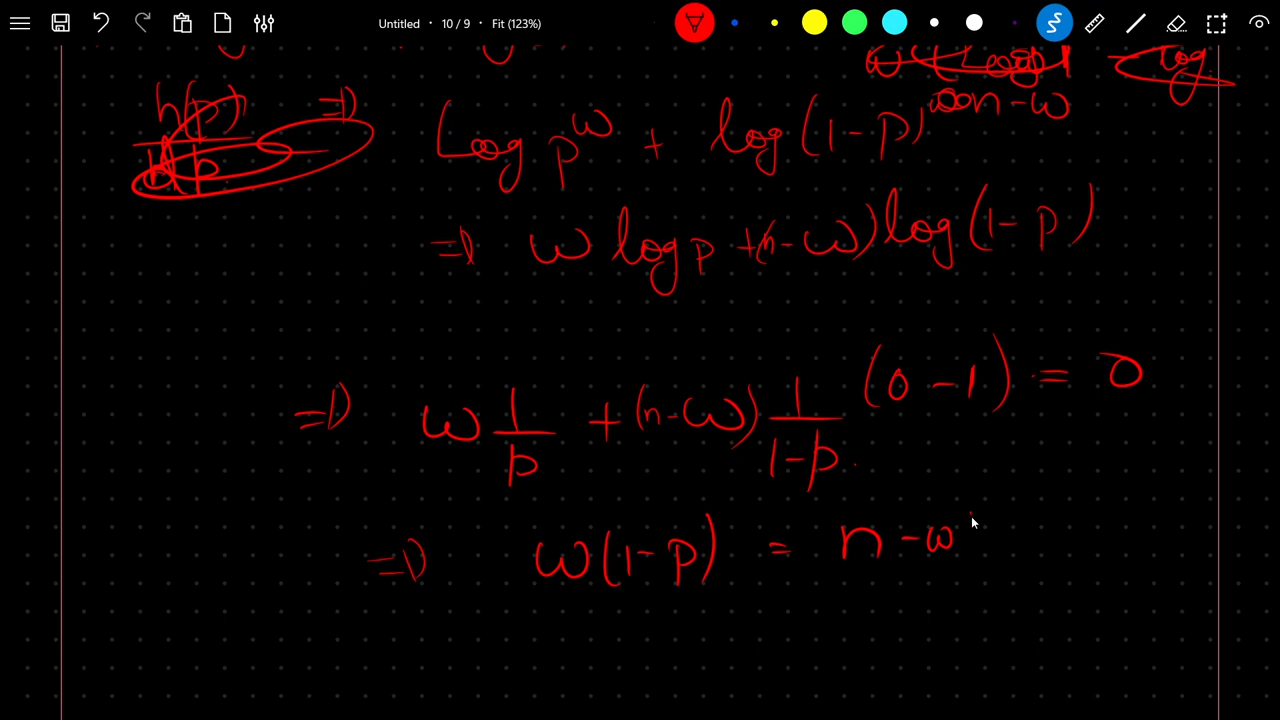 Untitled • 10 / 9 • Fit (123%)
h(p) ⇒ log p^w + log (1 - p)^n-w
⇒ w log p + (n - w) log (1 - p)
⇒ w 1/p + (n - w) 1/1-p (0 - 1) = 0
⇒ w (1 - p) = n - w